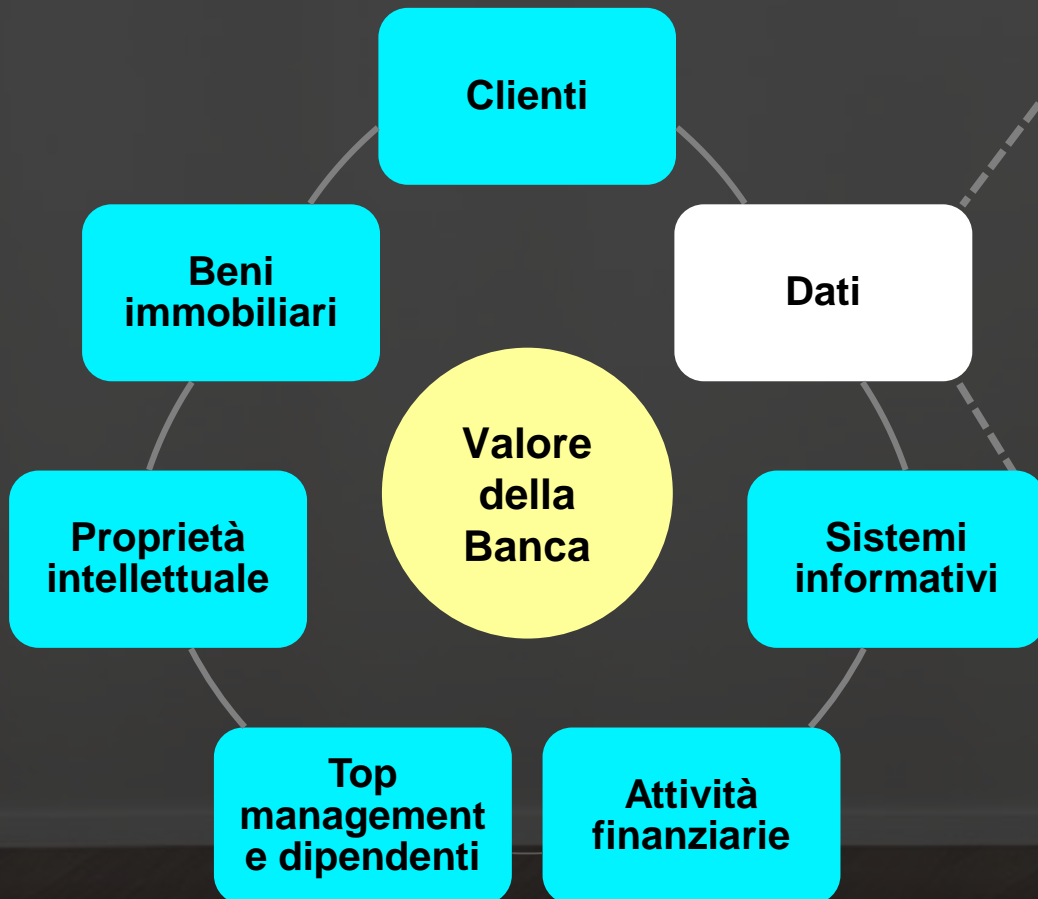 Clienti
Beni
immobiliari
Dati
Valore
della
Banca
Proprietà
intellettuale
Sistemi
informativi
Top
management
e dipendenti
Attività
finanziarie